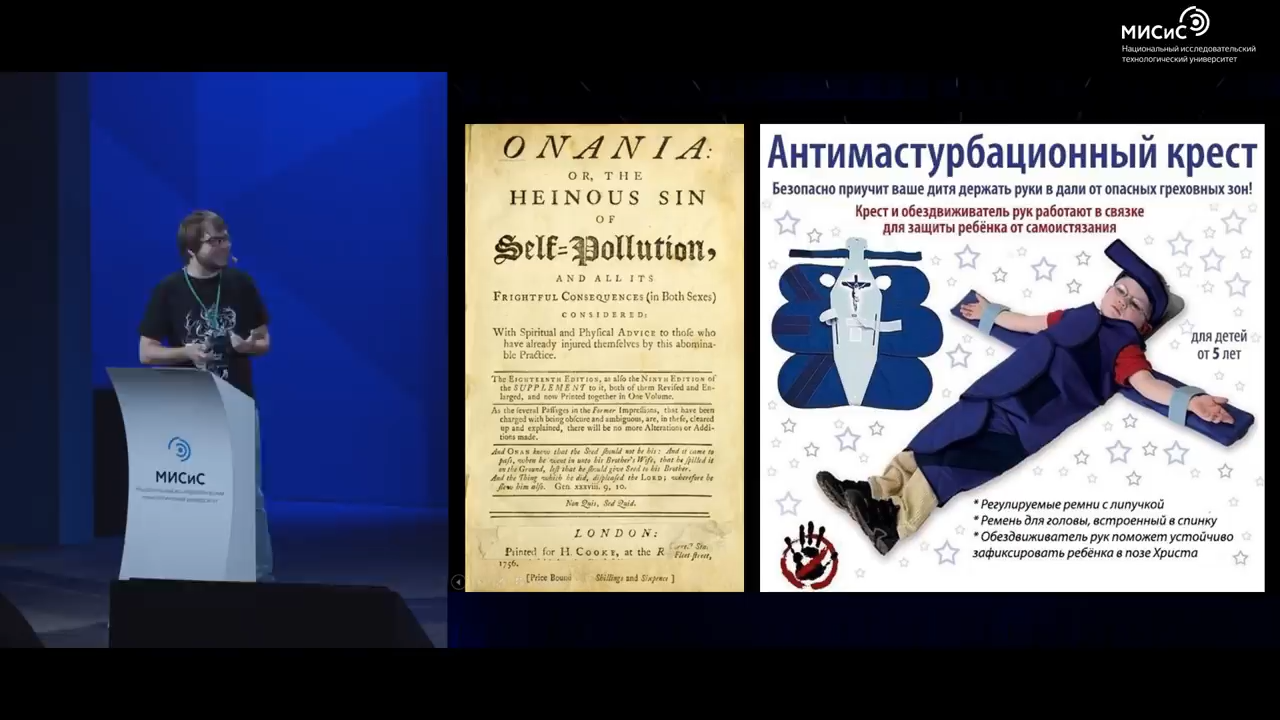 МИСиС
Национальный исследовательский
технологический университет
МИСиС
ONANIA:
OR, THE
HEINOUS SIN
OF
Self=Pollution,
AND ALL ITS
FRIGHTFUL CONSEQUENCES (in Both Sexes)
CONSIDERED:
With Spiritual and Phyſical ADVICE to thoſe who
have already injured themſelves by this abomina-
ble Practice.
The EIGHTEENTH EDITION, as alſo the NINTH EDITION of
the SUPPLEMENT to it, both of them Reviſed and En-
larged, and now Printed together in One Volume.
As the ſeveral Paſſages in the Former Impreſſions, that have been
charged with being obſcure and ambiguous, are, in theſe, cleared
up and explained, there will be no more Alterations or Addi-
tions made.
And ONAN knew that the Seed ſhould not be his: And it came to
paſs, when he went in unto his Brother's Wife, that he ſpilled it
on the Ground, leſt that he ſhould give Seed to his Brother.
And the Thing which he did, diſpleaſed the LORD; wherefore he
ſlew him alſo. Gen. xxxviii. 9, 10.
Non Quis, Sed Quid.
LONDON:
Printed for H. COOKE, at the R
Fleet ſtreet,
1756.
[Price Bound Shillings and Sixpence ]
Антимастурбационный крест
Безопасно приучит ваше дитя держать руки в дали от опасных греховных зон!
Крест и обездвиживатель рук работают в связке
для защиты ребёнка от самоистязания
для детей
от 5 лет
* Регулируемые ремни с липучкой
* Ремень для головы, встроенный в спинку
* Обездвиживатель рук поможет устойчиво
зафиксировать ребёнка в позе Христа